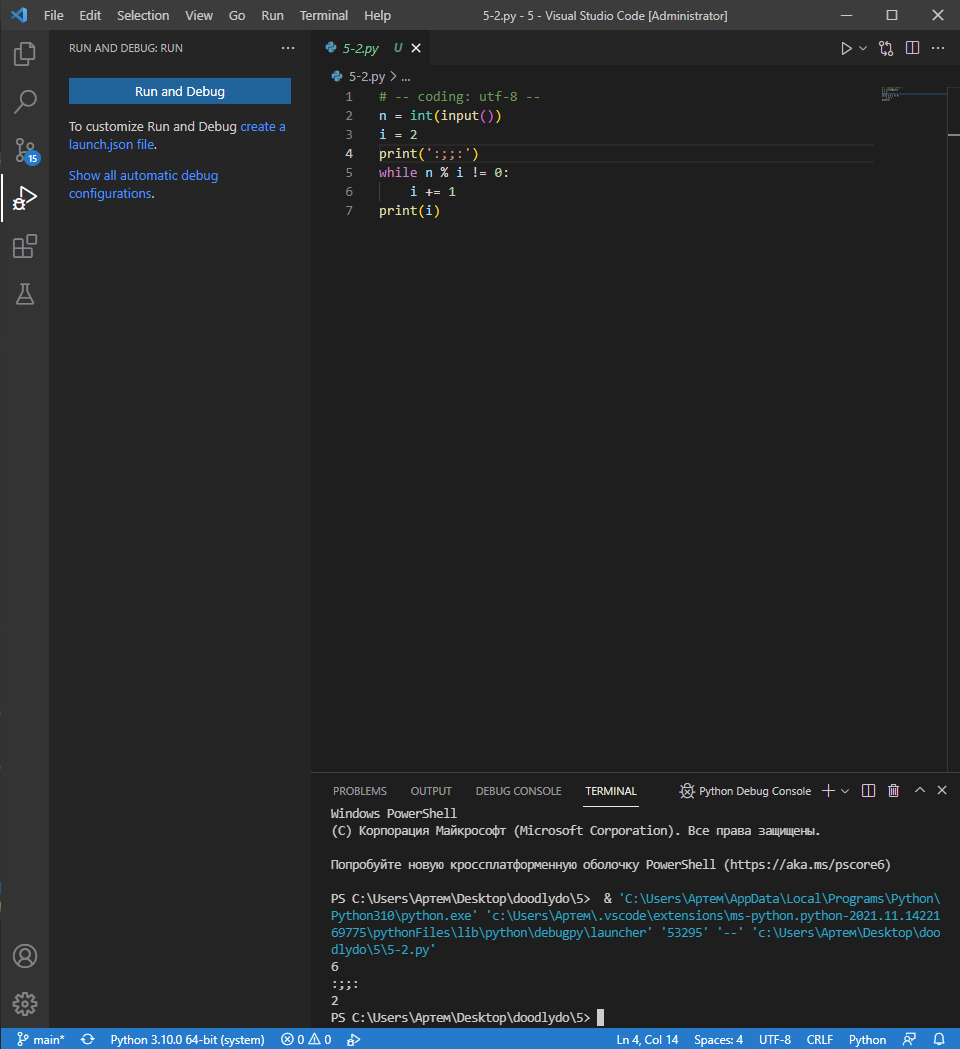 File Edit Selection View Go Run Terminal Help 5-2.py - 5 - Visual Studio Code [Administrator]
RUN AND DEBUG: RUN
Run and Debug
To customize Run and Debug create a
launch.json file.
Show all automatic debug
configurations.
15
5-2.py U
5-2.py > ...
1 # -- coding: utf-8 --
2 n = int(input())
3 i = 2
4 print(':;;:')
5 while n % i != 0:
6     i += 1
7 print(i)
PROBLEMS OUTPUT DEBUG CONSOLE TERMINAL Python Debug Console
Windows PowerShell
(C) Корпорация Майкрософт (Microsoft Corporation). Все права защищены.
Попробуйте новую кроссплатформенную оболочку PowerShell (https://aka.ms/pscore6)
PS C:\Users\Артем\Desktop\doodlydo\5>  & 'C:\Users\Артем\AppData\Local\Programs\Python\
Python310\python.exe' 'c:\Users\Артем\.vscode\extensions\ms-python.python-2021.11.14221
69775\pythonFiles\lib\python\debugpy\launcher' '53295' '--' 'c:\Users\Артем\Desktop\doo
dlydo\5\5-2.py'
6
:;;:
2
PS C:\Users\Артем\Desktop\doodlydo\5>
main* Python 3.10.0 64-bit (system) 0 0 Ln 4, Col 14 Spaces: 4 UTF-8 CRLF Python